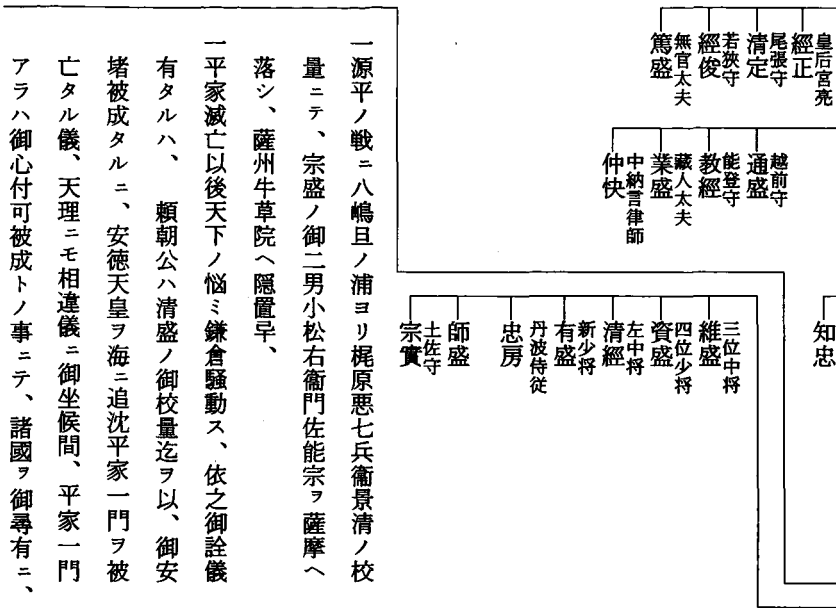 皇后宮亮
經正
尾張守
清定
若狹守
經俊
無官太夫
篤盛
越前守
通盛
能登守
教經
藏人太夫
業盛
中納言律師
仲快
知忠
三位中将
維盛
四位少将
資盛
左中将
清經
新少将
有盛
丹波侍従
忠房
師盛
土佐守
宗實
一源平ノ戦ニ八嶋旦ノ浦ヨリ梶原悪七兵衞景清ノ校
量ニテ、宗盛ノ御二男小松右衞門佐能宗ヲ薩摩ヘ
落シ、薩州牛草院ヘ隠置早、
一平家滅亡以後天下ノ悩ミ鎌倉騒動ス、依之御詮儀
有タルハ、頼朝公ハ清盛ノ御校量迄ヲ以、御安
堵被成タルニ、安徳天皇ヲ海ニ追沈平家一門ヲ被
亡タル儀、天理ニモ相違儀ニ御坐候間、平家一門
アラハ御心付可被成トノ事ニテ、諸國ヲ御尋有ニ、